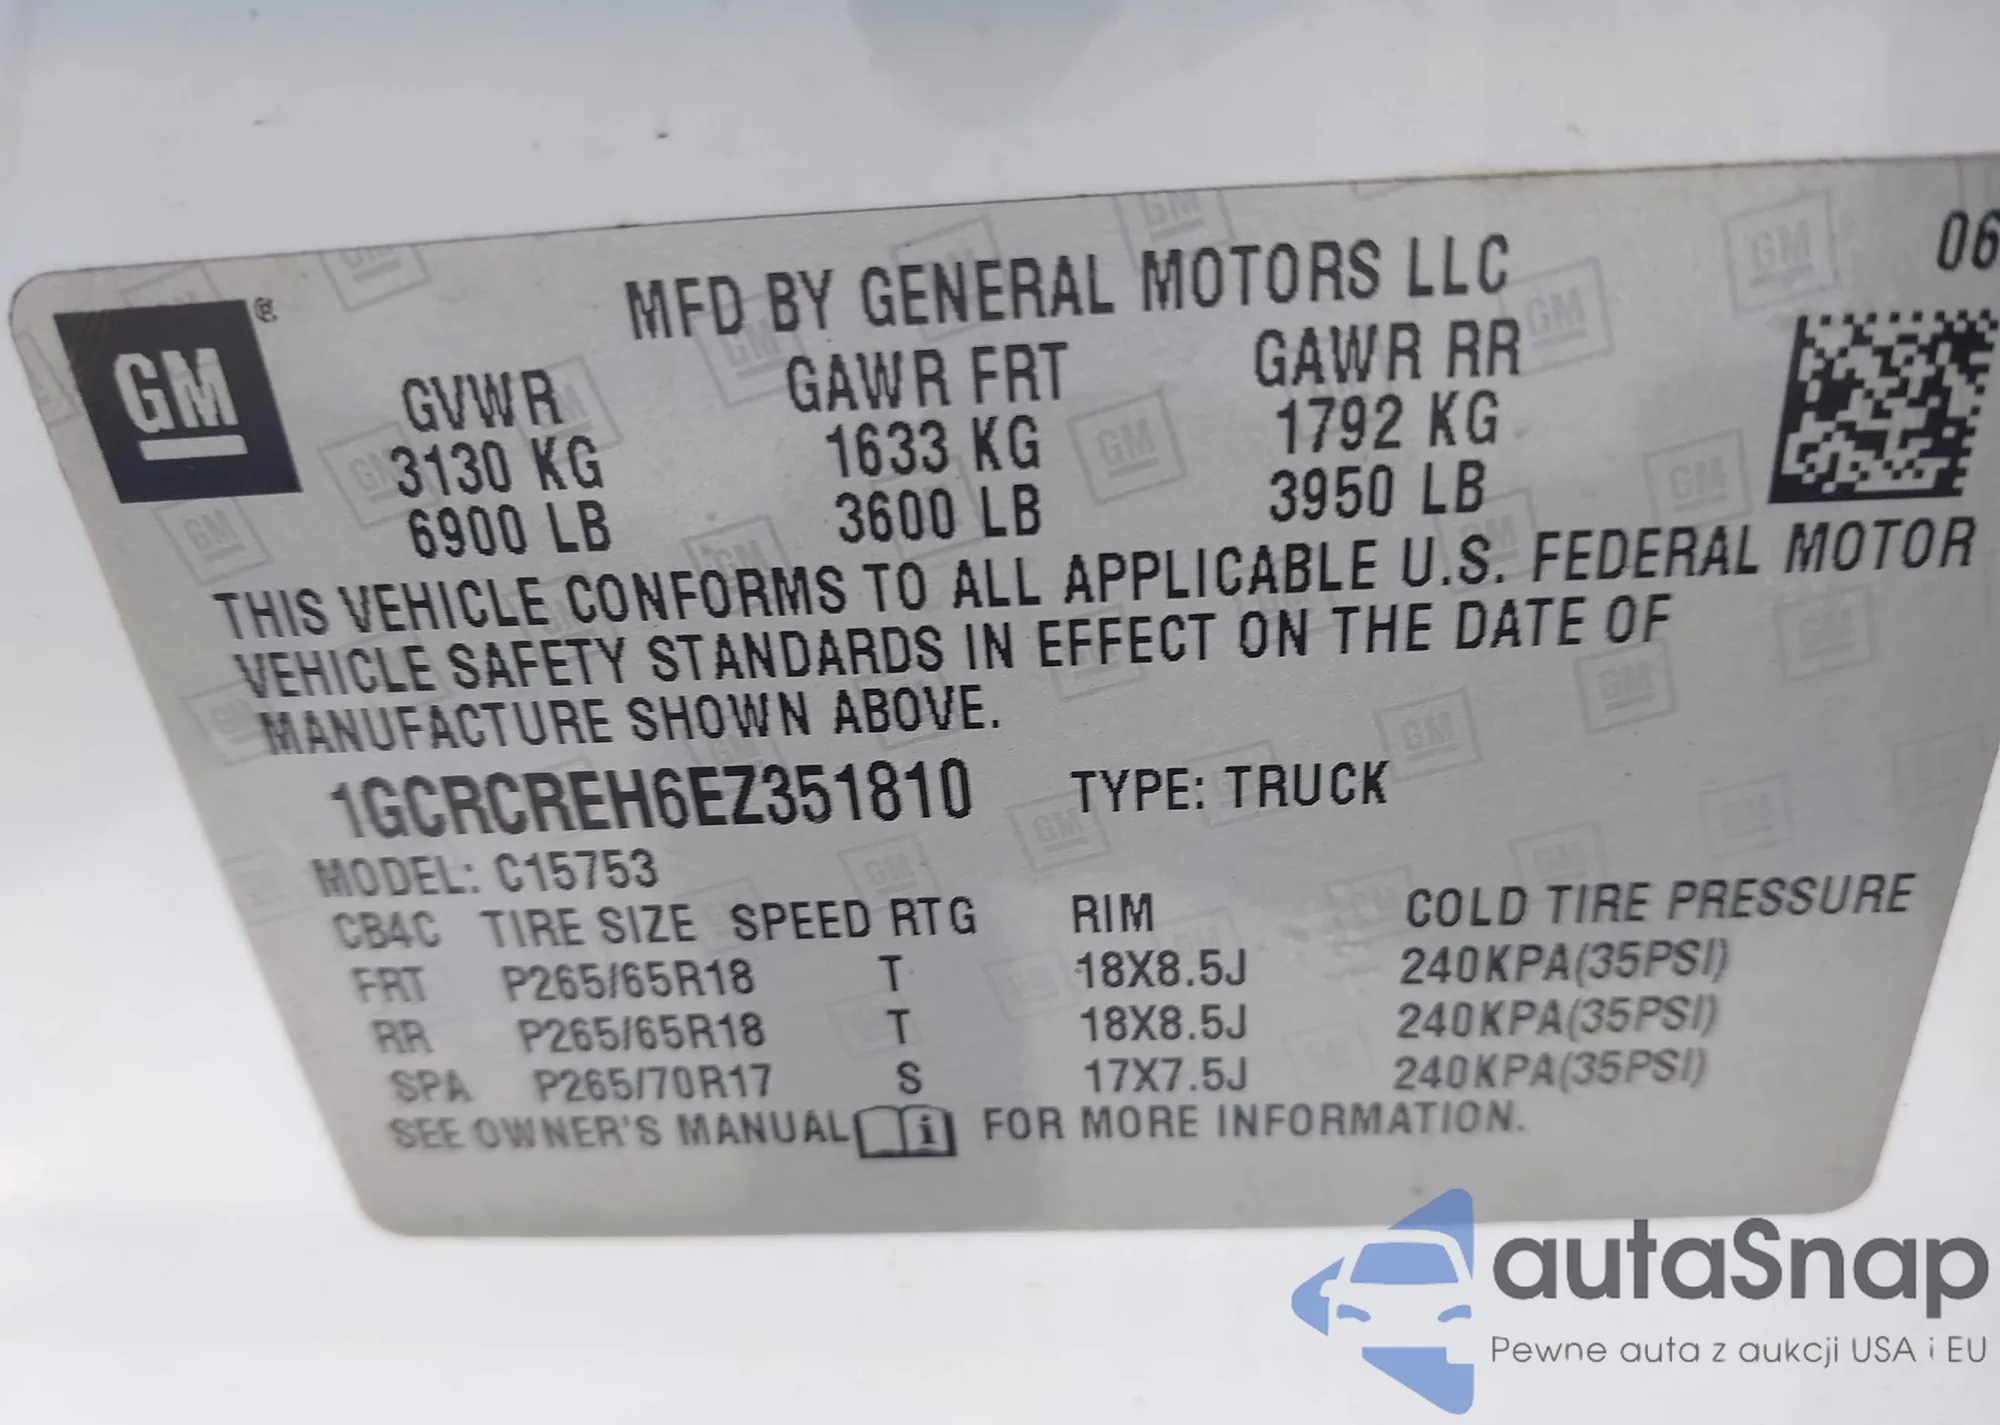 06
MFD BY GENERAL MOTORS LLC
GM ®
GVWR GAWR FRT GAWR RR
3130 KG 1633 KG 1792 KG
6900 LB 3600 LB 3950 LB
THIS VEHICLE CONFORMS TO ALL APPLICABLE U.S. FEDERAL MOTOR
VEHICLE SAFETY STANDARDS IN EFFECT ON THE DATE OF
MANUFACTURE SHOWN ABOVE.
1GCRCREH6EZ351810 TYPE: TRUCK
MODEL: C15753
CB4C TIRE SIZE SPEED RTG RIM COLD TIRE PRESSURE
FRT P265/65R18 T 18X8.5J 240KPA(35PSI)
RR P265/65R18 T 18X8.5J 240KPA(35PSI)
SPA P265/70R17 S 17X7.5J 240KPA(35PSI)
SEE OWNER'S MANUAL i FOR MORE INFORMATION.
autaSnap
Pewne auta z aukcji USA i EU